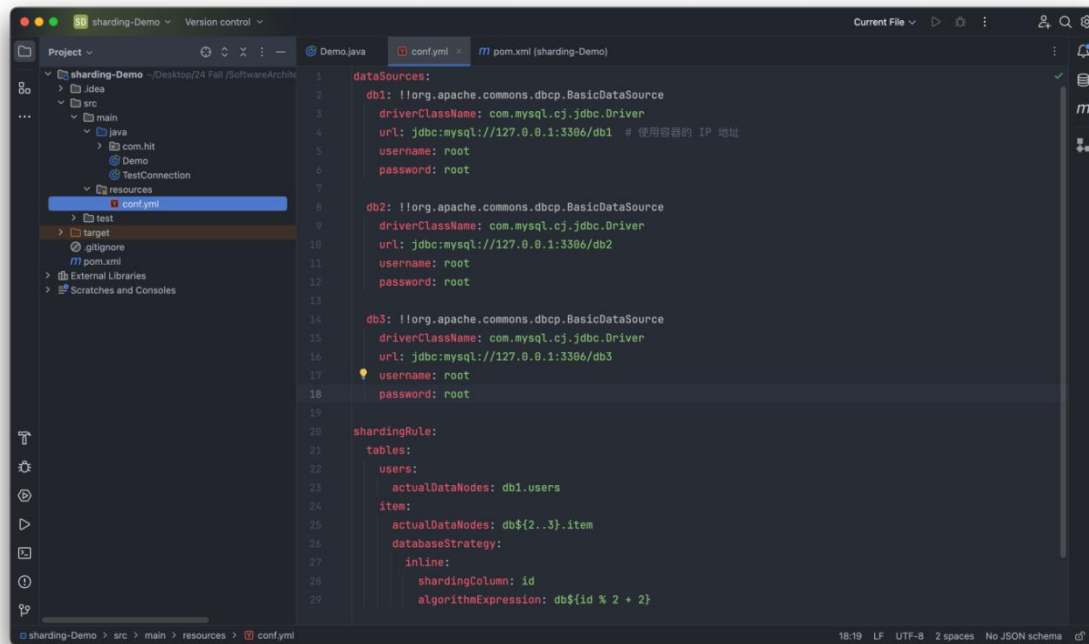 SD sharding-Demo Version control Current File
Project
Demo.java conf.yml pom.xml (sharding-Demo)
sharding-Demo ~/Desktop/24 Fall /SoftwareArchite
.idea
src
main
java
com.hit
Demo
TestConnection
resources
conf.yml
test
target
.gitignore
pom.xml
External Libraries
Scratches and Consoles
1 dataSources:
2 db1: !!org.apache.commons.dbcp.BasicDataSource
3 driverClassName: com.mysql.cj.jdbc.Driver
4 url: jdbc:mysql://127.0.0.1:3306/db1 # 使用容器的 IP 地址
5 username: root
6 password: root
7
8 db2: !!org.apache.commons.dbcp.BasicDataSource
9 driverClassName: com.mysql.cj.jdbc.Driver
10 url: jdbc:mysql://127.0.0.1:3306/db2
11 username: root
12 password: root
13
14 db3: !!org.apache.commons.dbcp.BasicDataSource
15 driverClassName: com.mysql.cj.jdbc.Driver
16 url: jdbc:mysql://127.0.0.1:3306/db3
17 username: root
18 password: root
19
20 shardingRule:
21 tables:
22 users:
23 actualDataNodes: db1.users
24 item:
25 actualDataNodes: db${2..3}.item
26 databaseStrategy:
27 inline:
28 shardingColumn: id
29 algorithmExpression: db${id % 2 + 2}
sharding-Demo > src > main > resources > conf.yml 18:19 LF UTF-8 2 spaces No JSON schema